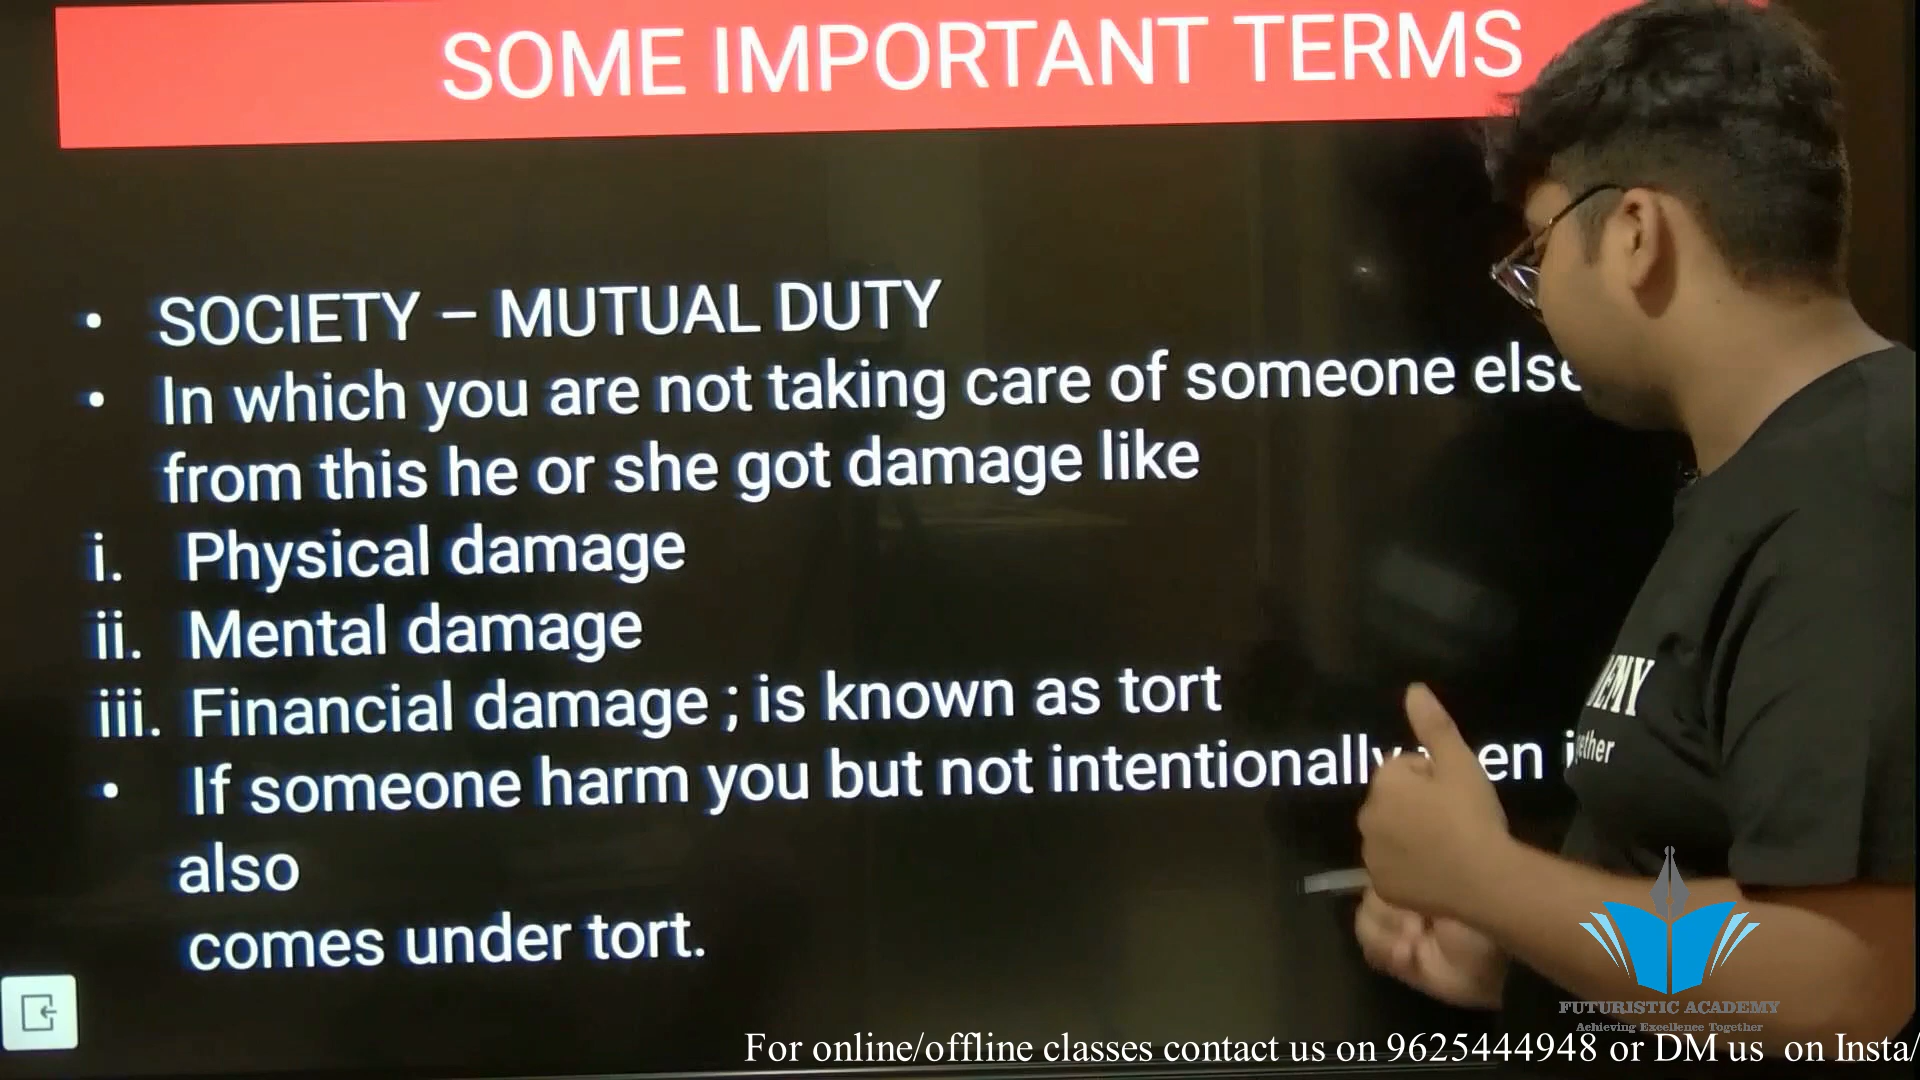 SOME IMPORTANT TERMS
• SOCIETY – MUTUAL DUTY
• In which you are not taking care of someone else
from this he or she got damage like
i. Physical damage
ii. Mental damage
iii. Financial damage ; is known as tort
• If someone harm you but not intentionally
also
comes under tort.
FUTURISTIC ACADEMY
Achieving Excellence Together
For online/offline classes contact us on 9625444948 or DM us on Insta/